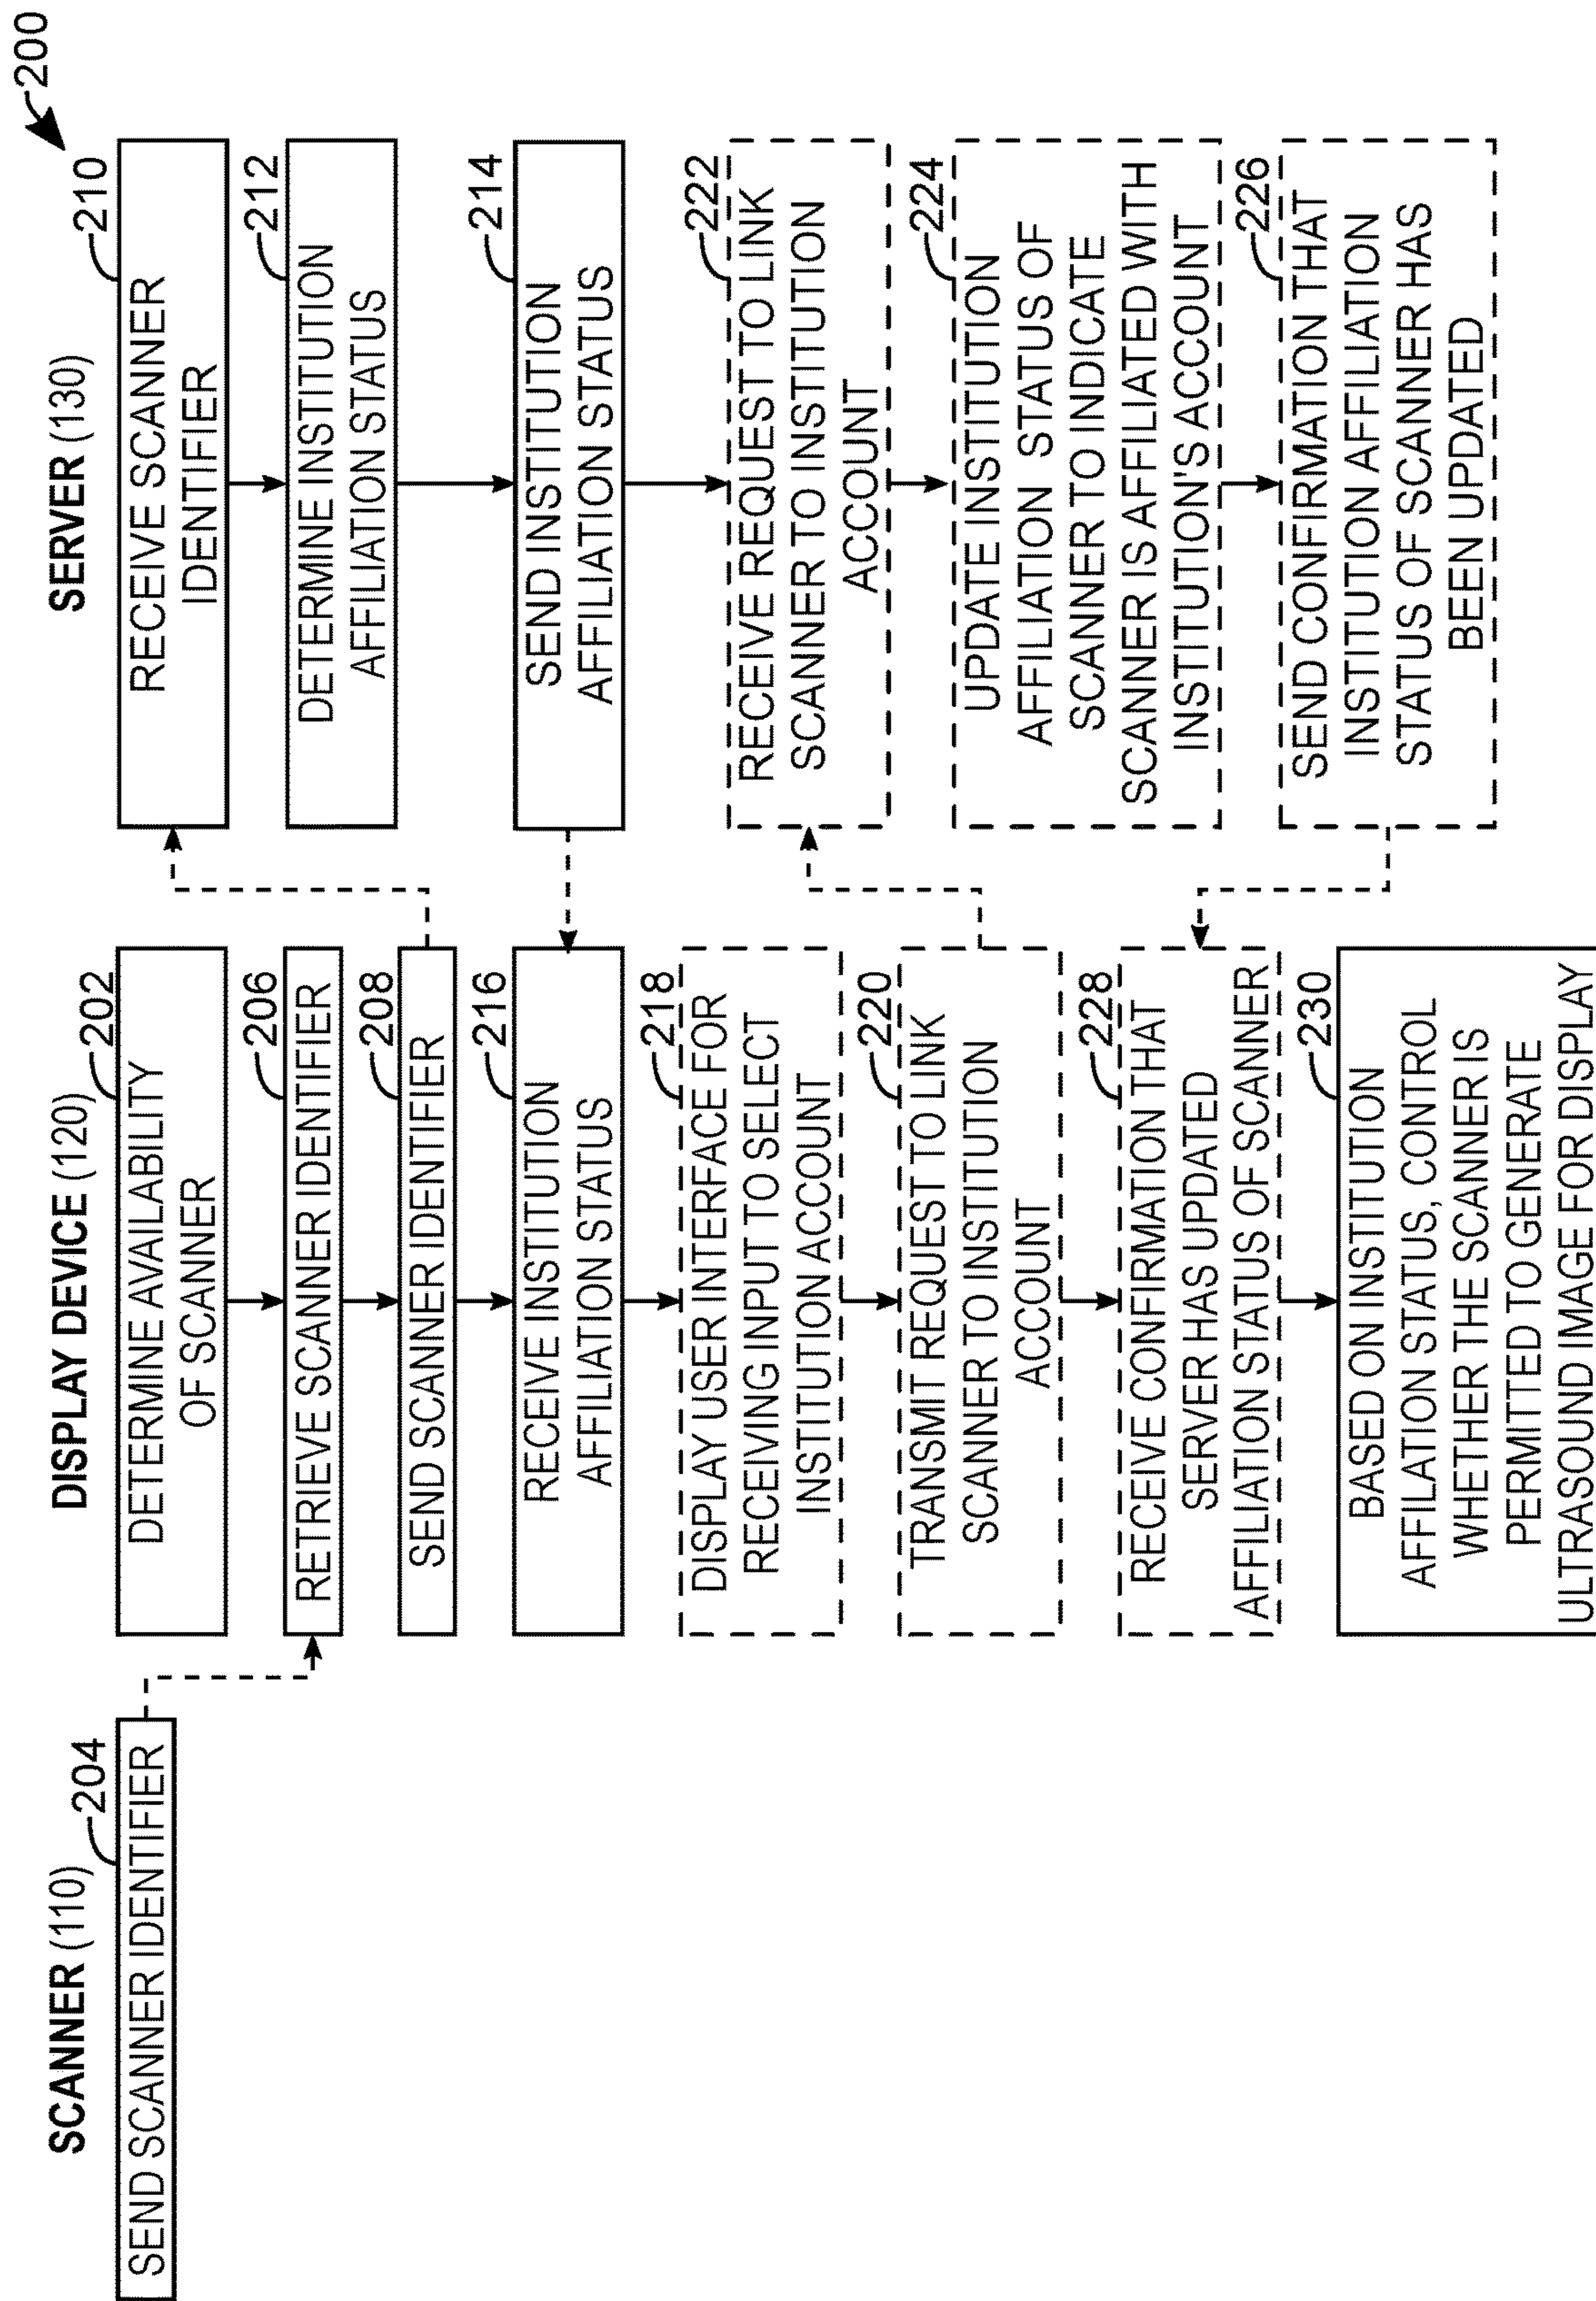 200
SCANNER (110)
204
SEND SCANNER IDENTIFIER
DISPLAY DEVICE (120)
202
DETERMINE AVAILABILITY
OF SCANNER
206
RETRIEVE SCANNER IDENTIFIER
208
SEND SCANNER IDENTIFIER
216
RECEIVE INSTITUTION
AFFILIATION STATUS
218
DISPLAY USER INTERFACE FOR
RECEIVING INPUT TO SELECT
INSTITUTION ACCOUNT
220
TRANSMIT REQUEST TO LINK
SCANNER TO INSTITUTION
ACCOUNT
228
RECEIVE CONFIRMATION THAT
SERVER HAS UPDATED
AFFILIATION STATUS OF SCANNER
230
BASED ON INSTITUTION
AFFILATION STATUS, CONTROL
WHETHER THE SCANNER IS
PERMITTED TO GENERATE
ULTRASOUND IMAGE FOR DISPLAY
SERVER (130)
210
RECEIVE SCANNER
IDENTIFIER
212
DETERMINE INSTITUTION
AFFILIATION STATUS
214
SEND INSTITUTION
AFFILIATION STATUS
222
RECEIVE REQUEST TO LINK
SCANNER TO INSTITUTION
ACCOUNT
224
UPDATE INSTITUTION
AFFILIATION STATUS OF
SCANNER TO INDICATE
SCANNER IS AFFILIATED WITH
INSTITUTION'S ACCOUNT
226
SEND CONFIRMATION THAT
INSTITUTION AFFILIATION
STATUS OF SCANNER HAS
BEEN UPDATED